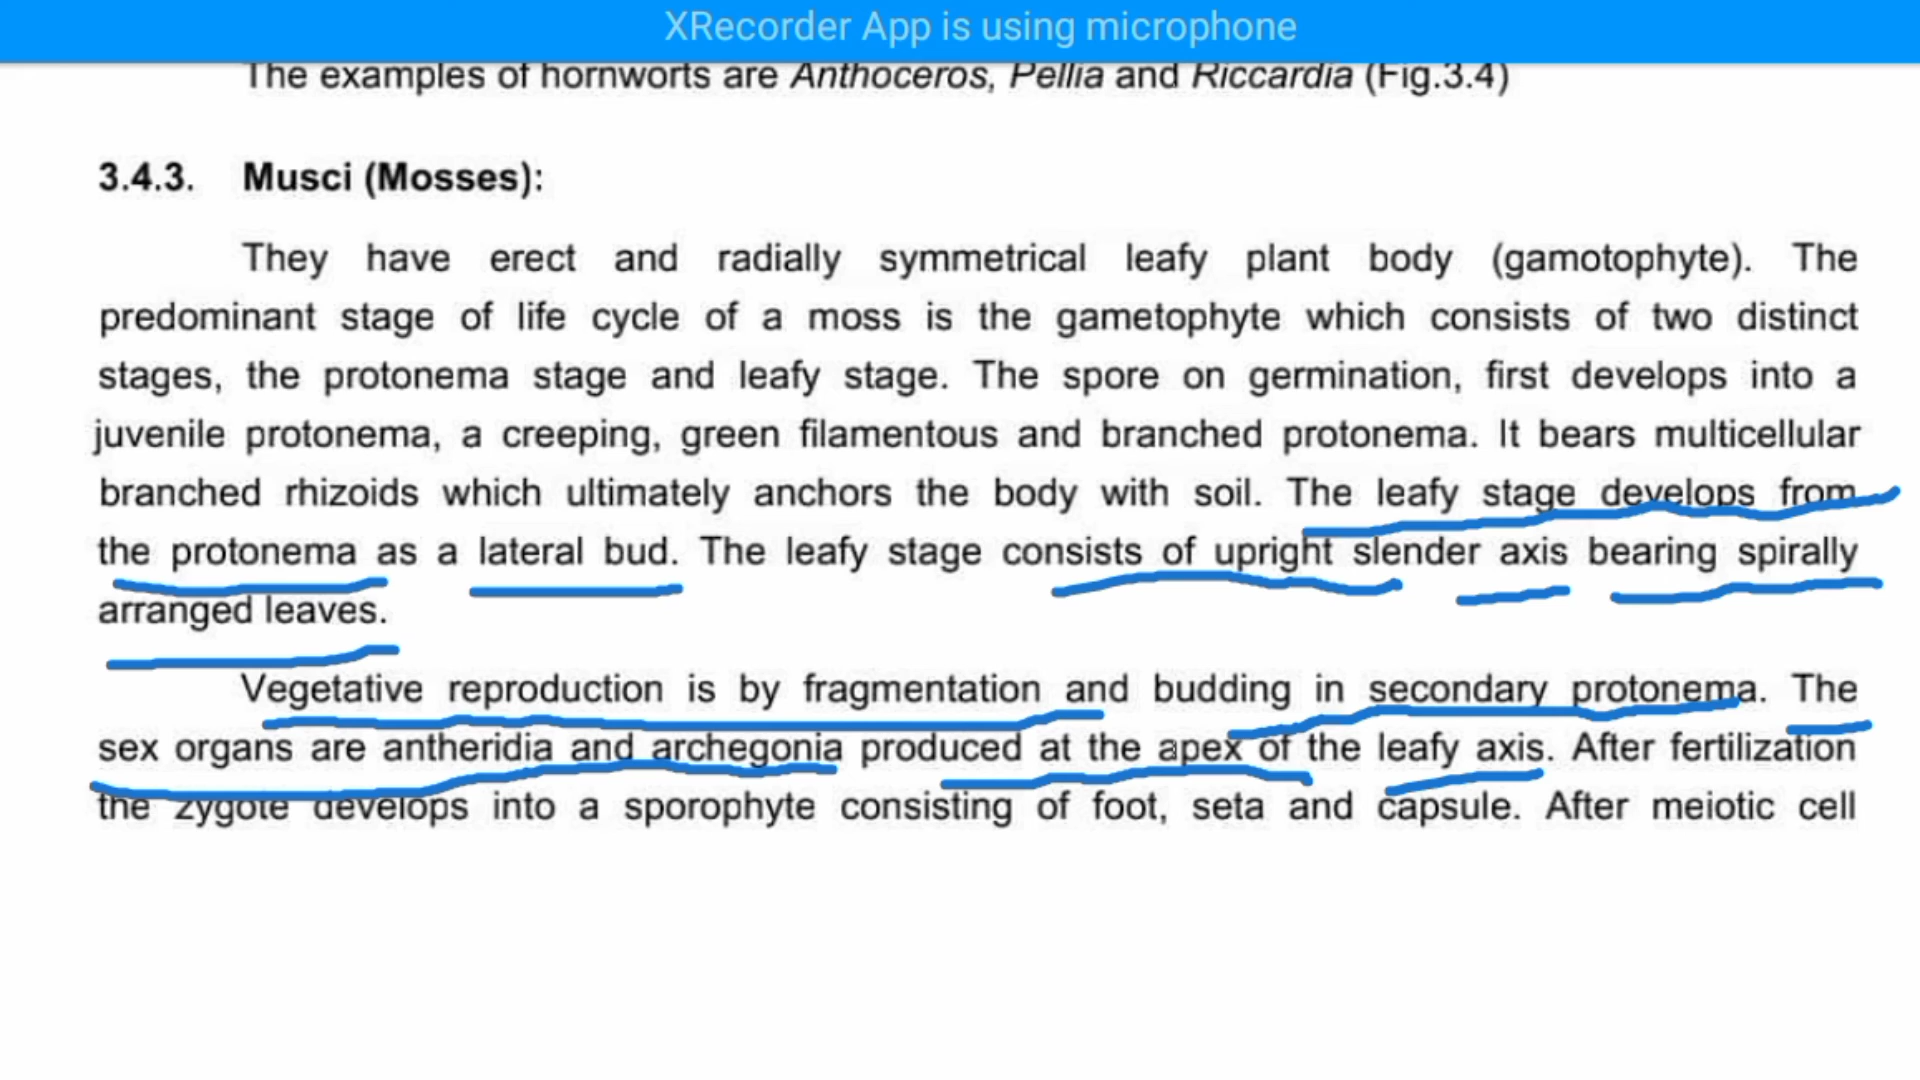 XRecorder App is using microphone
The examples of hornworts are Anthoceros, Pellia and Riccardia (Fig.3.4)
3.4.3. Musci (Mosses):
They have erect and radially symmetrical leafy plant body (gamotophyte). The
predominant stage of life cycle of a moss is the gametophyte which consists of two distinct
stages, the protonema stage and leafy stage. The spore on germination, first develops into a
juvenile protonema, a creeping, green filamentous and branched protonema. It bears multicellular
branched rhizoids which ultimately anchors the body with soil. The leafy stage develops from
the protonema as a lateral bud. The leafy stage consists of upright slender axis bearing spirally
arranged leaves.
Vegetative reproduction is by fragmentation and budding in secondary protonema. The
sex organs are antheridia and archegonia produced at the apex of the leafy axis. After fertilization
the zygote develops into a sporophyte consisting of foot, seta and capsule. After meiotic cell